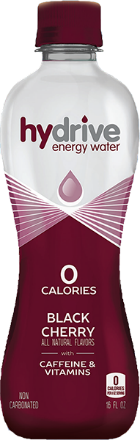 hydrive
energy water
0
CALORIES
BLACK
CHERRY
ALL NATURAL FLAVORS
with
CAFFEINE &
VITAMINS
NON
CARBONATED
0
CALORIES
16 FL OZ